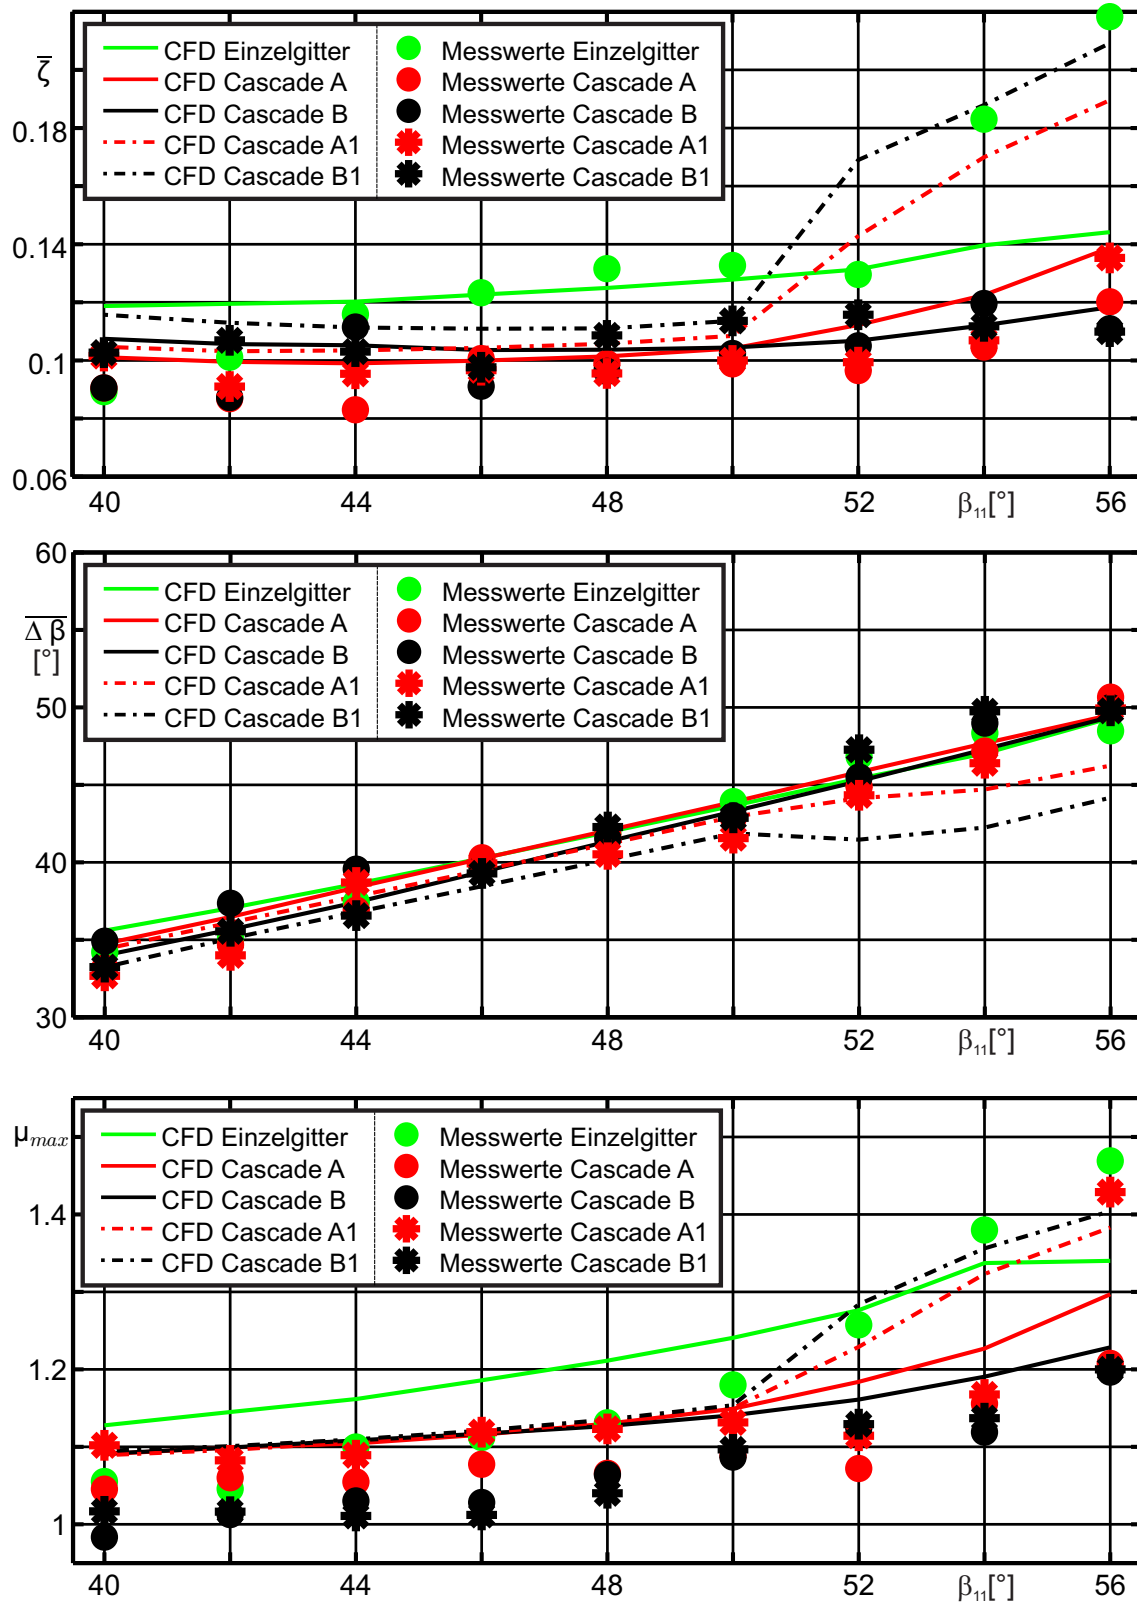 ζ̅
0.18
0.14
0.1
0.06
CFD Einzelgitter
CFD Cascade A
CFD Cascade B
CFD Cascade A1
CFD Cascade B1
Messwerte Einzelgitter
Messwerte Cascade A
Messwerte Cascade B
Messwerte Cascade A1
Messwerte Cascade B1
40 44 48 52 β₁₁[°] 56
60
Δβ̅
[°]
50
40
30
CFD Einzelgitter
CFD Cascade A
CFD Cascade B
CFD Cascade A1
CFD Cascade B1
Messwerte Einzelgitter
Messwerte Cascade A
Messwerte Cascade B
Messwerte Cascade A1
Messwerte Cascade B1
40 44 48 52 β₁₁[°] 56
μmax
1.4
1.2
1
CFD Einzelgitter
CFD Cascade A
CFD Cascade B
CFD Cascade A1
CFD Cascade B1
Messwerte Einzelgitter
Messwerte Cascade A
Messwerte Cascade B
Messwerte Cascade A1
Messwerte Cascade B1
40 44 48 52 β₁₁[°] 56